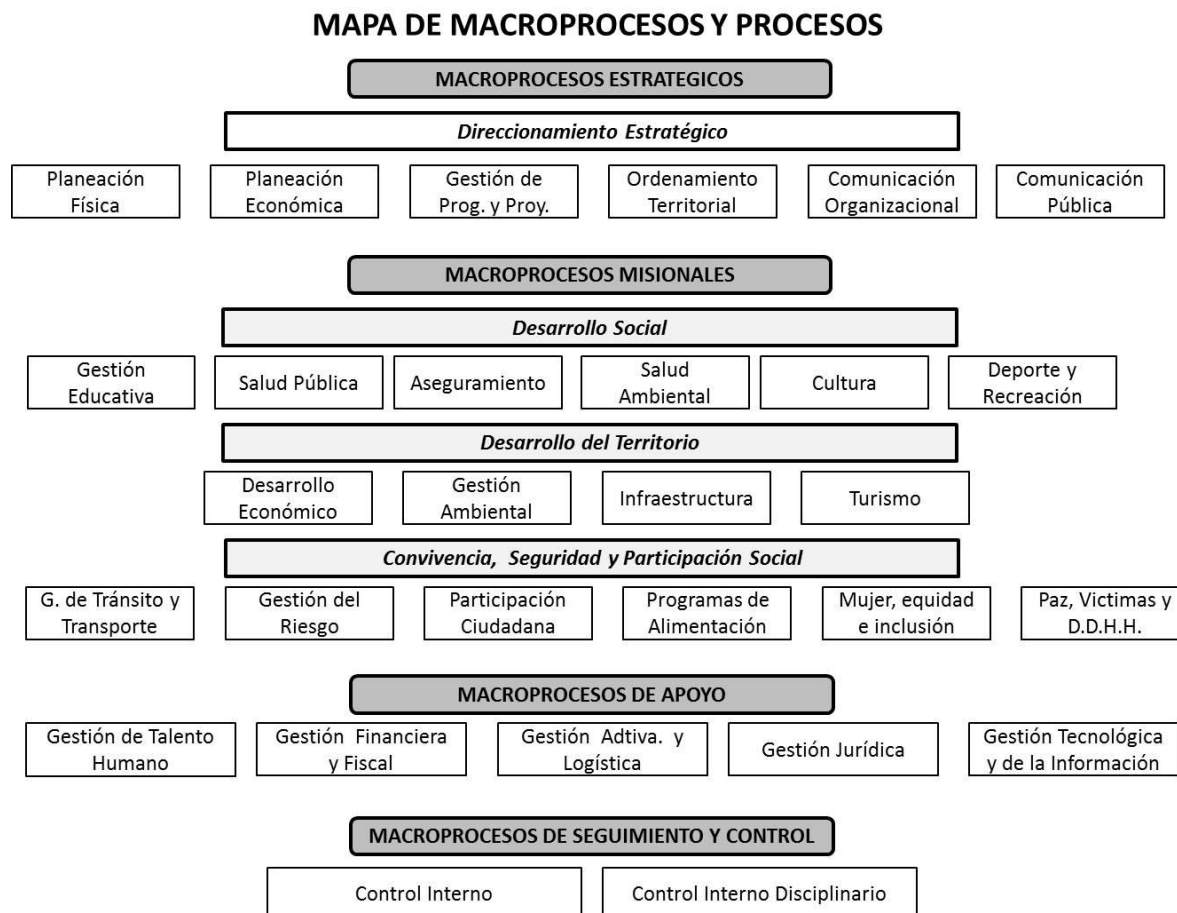 MAPA DE MACROPROCESOS Y PROCESOS
MACROPROCESOS ESTRATEGICOS
Direccionamiento Estratégico
Planeación
Física
Planeación
Económica
Gestión de
Prog. y Proy.
Ordenamiento
Territorial
Comunicación
Organizacional
Comunicación
Pública
MACROPROCESOS MISIONALES
Desarrollo Social
Gestión
Educativa
Salud Pública
Aseguramiento
Salud
Ambiental
Cultura
Deporte y
Recreación
Desarrollo del Territorio
Desarrollo
Económico
Gestión
Ambiental
Infraestructura
Turismo
Convivencia, Seguridad y Participación Social
G. de Tránsito y
Transporte
Gestión del
Riesgo
Participación
Ciudadana
Programas de
Alimentación
Mujer, equidad
e inclusión
Paz, Victimas y
D.D.H.H.
MACROPROCESOS DE APOYO
Gestión de Talento
Humano
Gestión Financiera
y Fiscal
Gestión Adtiva. y
Logística
Gestión Jurídica
Gestión Tecnológica
y de la Información
MACROPROCESOS DE SEGUIMIENTO Y CONTROL
Control Interno
Control Interno Disciplinario